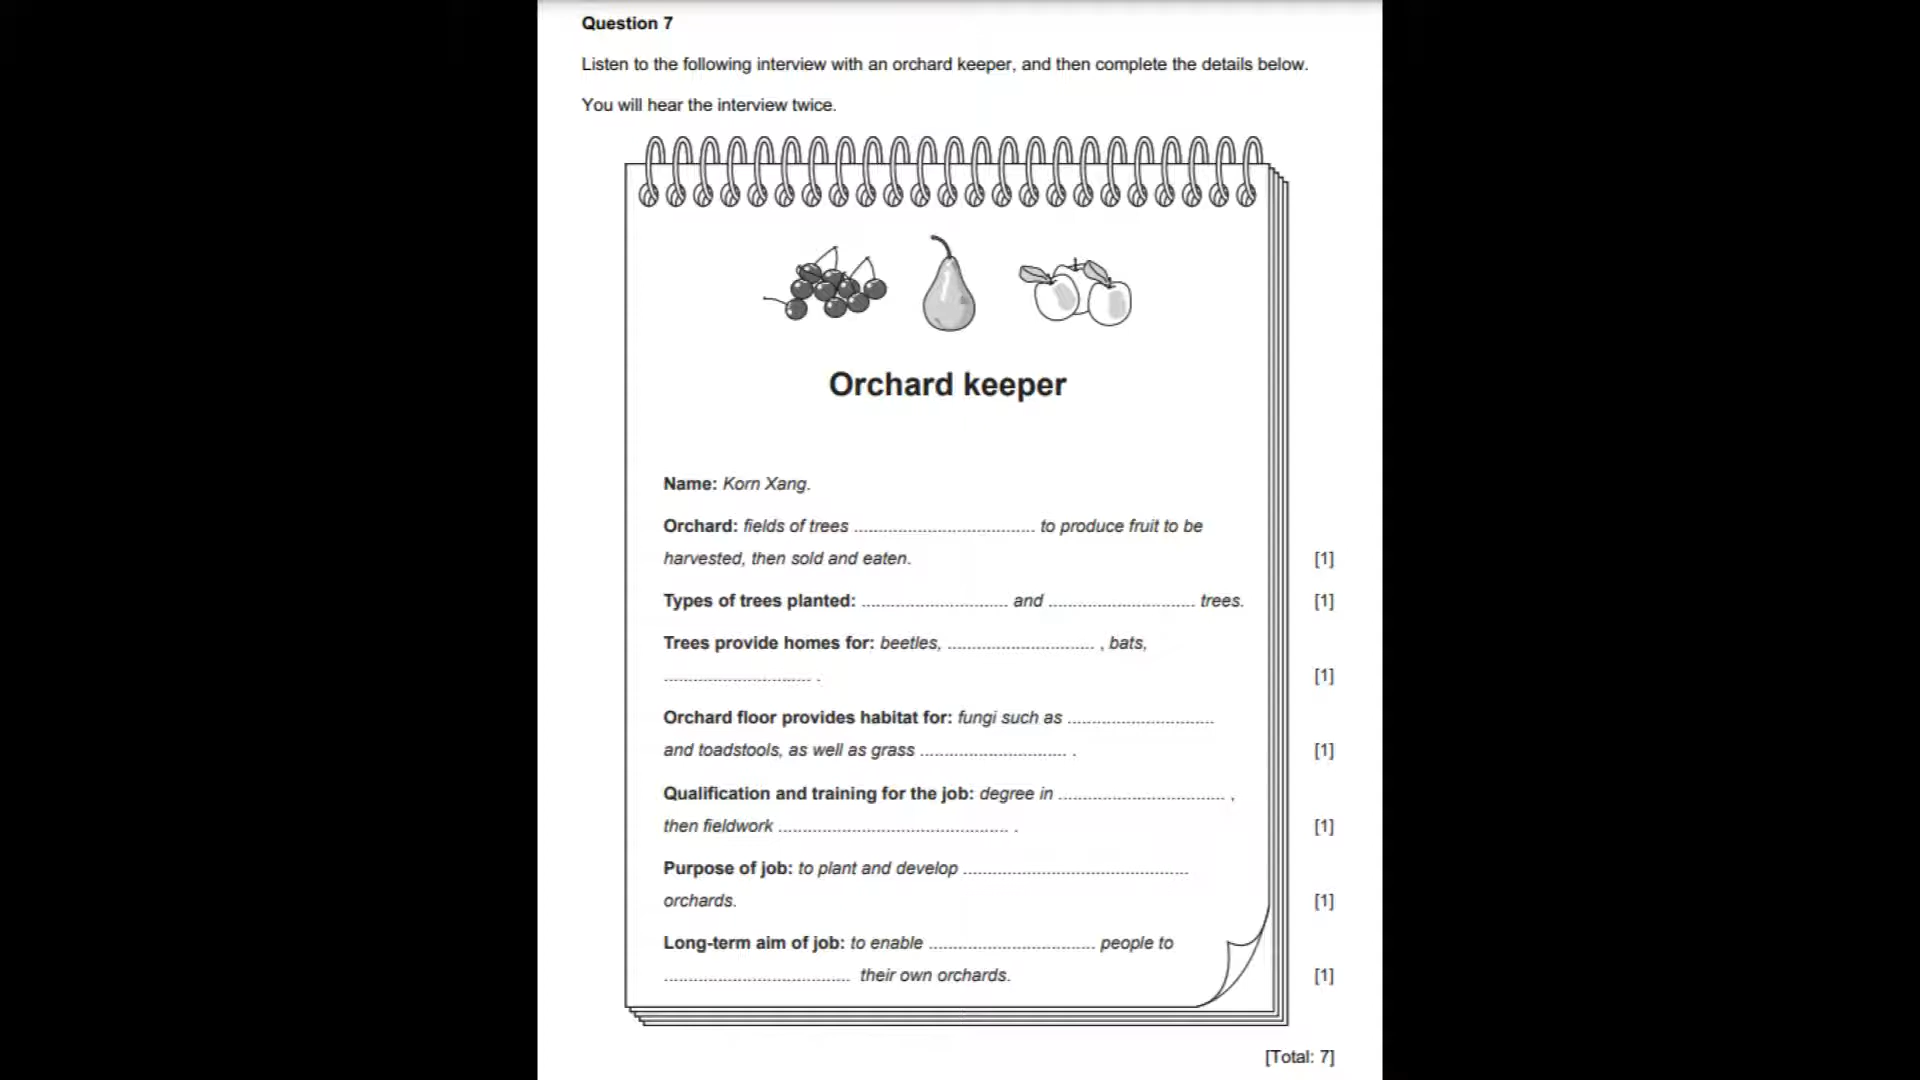 Question 7
Listen to the following interview with an orchard keeper, and then complete the details below.
You will hear the interview twice.
Orchard keeper
Name: Korn Xang.
Orchard: fields of trees .................................... to produce fruit to be
harvested, then sold and eaten. [1]
Types of trees planted: .............................. and .............................. trees. [1]
Trees provide homes for: beetles, .............................. , bats,
.............................. . [1]
Orchard floor provides habitat for: fungi such as ..............................
and toadstools, as well as grass .............................. . [1]
Qualification and training for the job: degree in .................................. ,
then fieldwork ............................................... . [1]
Purpose of job: to plant and develop ..............................................
orchards. [1]
Long-term aim of job: to enable .................................. people to
...................................... their own orchards. [1]
[Total: 7]